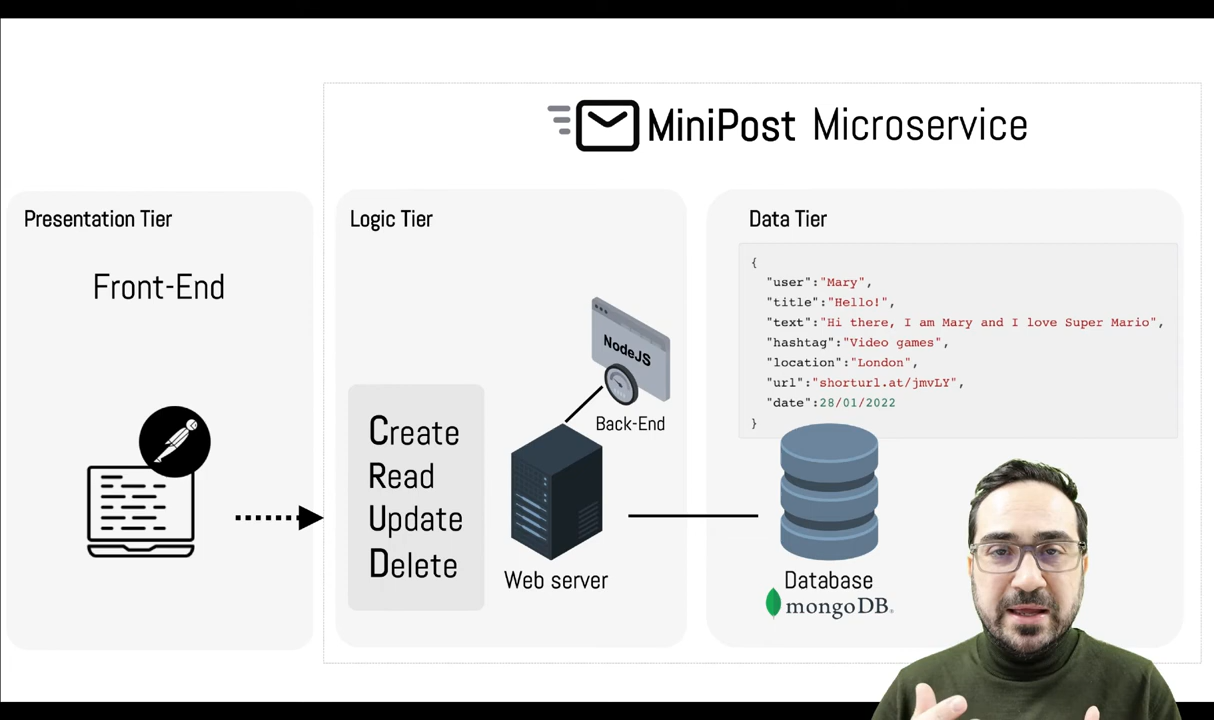 MiniPost Microservice
Presentation Tier
Front-End
Logic Tier
NodeJS
Back-End
Create
Read
Update
Delete
Web server
Data Tier
{
"user":"Mary",
"title":"Hello!",
"text":"Hi there, I am Mary and I love Super Mario",
"hashtag":"Video games",
"location":"London",
"url":"shorturl.at/jmvLY",
"date":28/01/2022
}
Database
mongoDB®